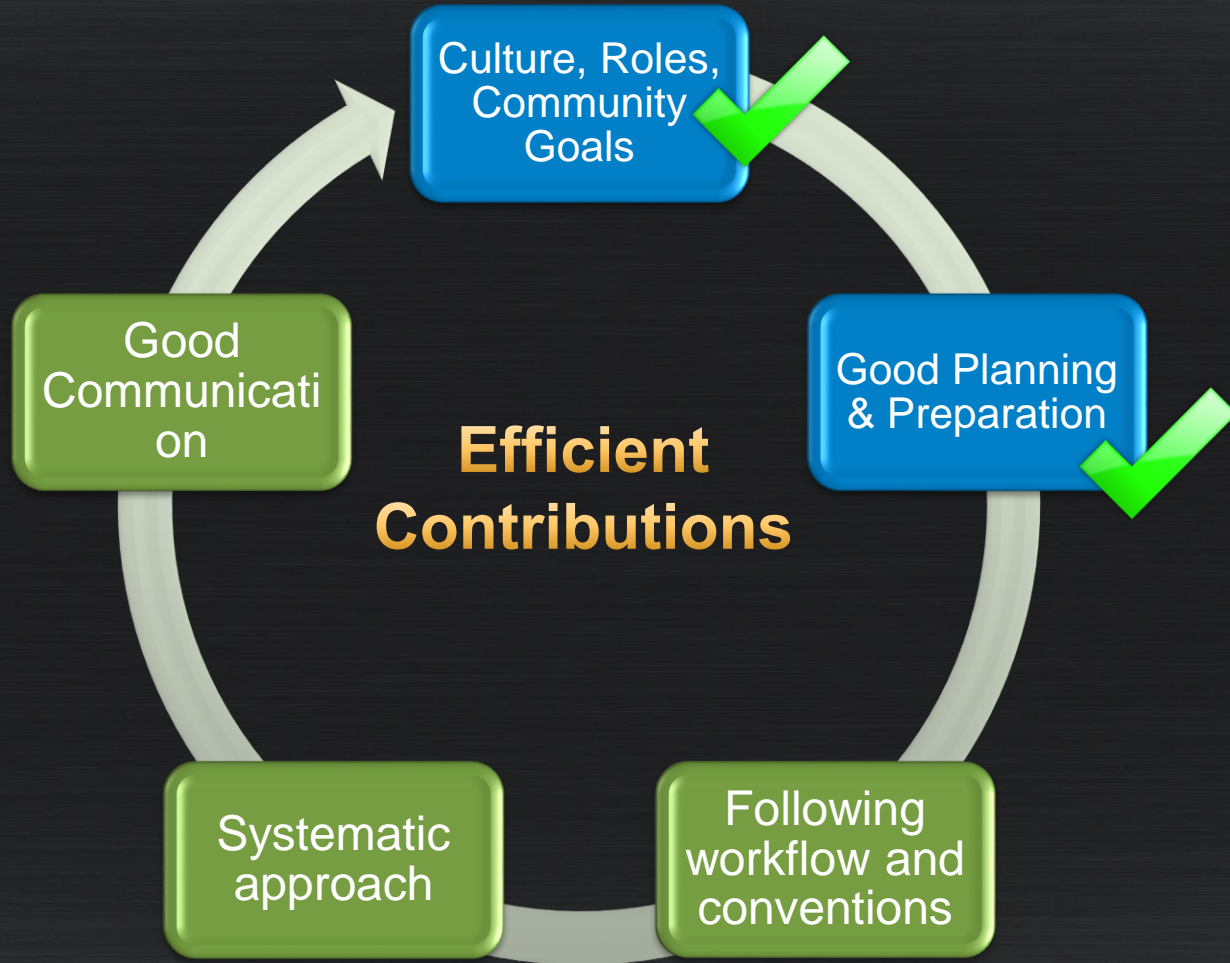 Culture, Roles,
Community
Goals
Good Planning
& Preparation
Following
workflow and
conventions
Systematic
approach
Good
Communicati
on
Efficient
Contributions